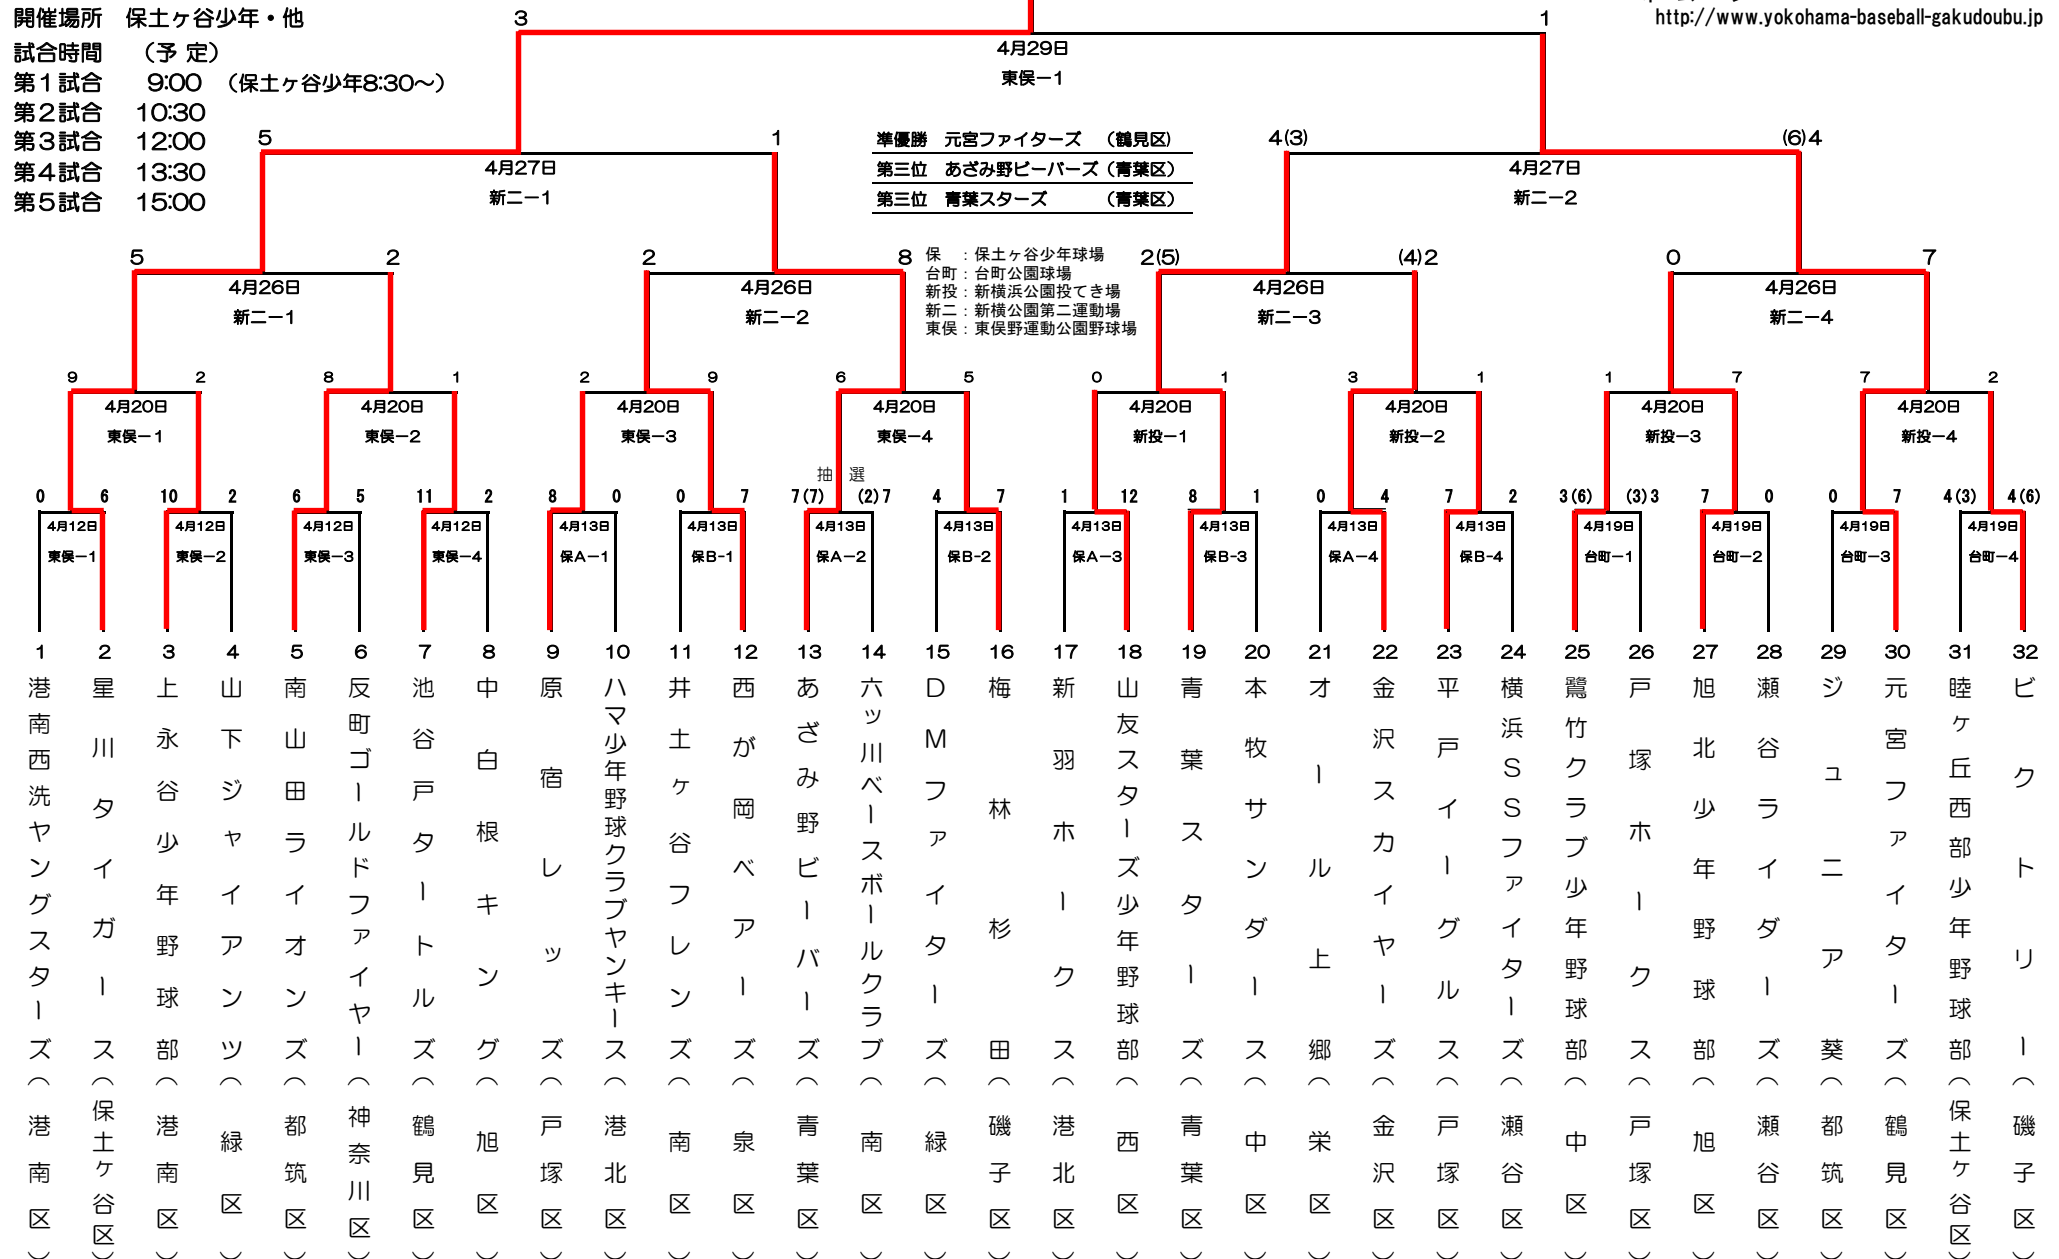 開催場所 保土ヶ谷少年・他
http://www.yokohama-baseball-gakudoubu.jp
試合時間 (予 定)
第1試合 9:00 (保土ヶ谷少年8:30～)
第2試合 10:30
第3試合 12:00
第4試合 13:30
第5試合 15:00
3 1
4月29日
東俣－1
5 1 4(3) (6)4
4月27日 4月27日
新二－1 新二－2
準優勝 元宮ファイターズ (鶴見区)
第三位 あざみ野ビーバーズ (青葉区)
第三位 青葉スターズ (青葉区)
保 ：保土ヶ谷少年球場
台町：台町公園球場
新投：新横浜公園投てき場
新二：新横公園第二運動場
東俣：東俣野運動公園野球場
5 2 2 8 2(5) (4)2 0 7
4月26日 4月26日 4月26日 4月26日
新二－1 新二－2 新二－3 新二－4
9 2 8 1 2 9 6 5 0 1 3 1 1 7 7 2
4月20日 4月20日 4月20日 4月20日 4月20日 4月20日 4月20日 4月20日
東俣－1 東俣－2 東俣－3 東俣－4 新投－1 新投－2 新投－3 新投－4
抽 選
0 6 10 2 6 5 11 2 8 0 0 7 7(7) (2)7 4 7 1 12 8 1 0 4 7 2 3(6) (3)3 7 0 0 7 4(3) 4(6)
4月12日 4月12日 4月12日 4月12日 4月13日 4月13日 4月13日 4月13日 4月13日 4月13日 4月13日 4月13日 4月19日 4月19日 4月19日 4月19日
東俣－1 東俣－2 東俣－3 東俣－4 保A－1 保B-1 保A－2 保B-2 保A－3 保B-3 保A－4 保B-4 台町－1 台町－2 台町－3 台町－4
1 港南西洗ヤングスターズ(港南区)
2 星川タイガース(保土ヶ谷区)
3 上永谷少年野球部(港南区)
4 山下ジャイアンツ(緑区)
5 南山田ライオンズ(都筑区)
6 反町ゴールドファイヤー(神奈川区)
7 池谷戸タートルズ(鶴見区)
8 中白根キング(旭区)
9 原宿レッズ(戸塚区)
10 ハマ少年野球クラブヤンキース(港北区)
11 井土ヶ谷フレンズ(南区)
12 西が岡ベアーズ(泉区)
13 あざみ野ビーバーズ(青葉区)
14 六ッ川ベースボールクラブ(南区)
15 DMファイターズ(緑区)
16 梅林杉田(磯子区)
17 新羽ホークス(港北区)
18 山友スターズ少年野球部(西区)
19 青葉スターズ(青葉区)
20 本牧サンダース(中区)
21 オール上郷(栄区)
22 金沢スカイヤーズ(金沢区)
23 平戸イーグルス(戸塚区)
24 横浜SSファイターズ(瀬谷区)
25 鷺竹クラブ少年野球部(中区)
26 戸塚ホークス(戸塚区)
27 旭北少年野球部(旭区)
28 瀬谷ライダーズ(瀬谷区)
29 ジュニア葵(都筑区)
30 元宮ファイターズ(鶴見区)
31 睦ヶ丘西部少年野球部(保土ヶ谷区)
32 ビクトリー(磯子区)